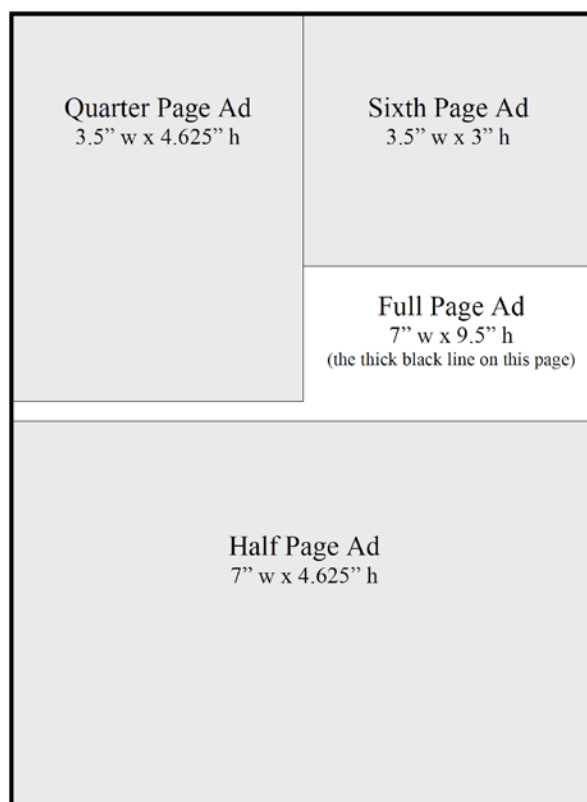 Quarter Page Ad
3.5” w x 4.625” h
Sixth Page Ad
3.5” w x 3” h
Full Page Ad
7” w x 9.5” h
(the thick black line on this page)
Half Page Ad
7” w x 4.625” h